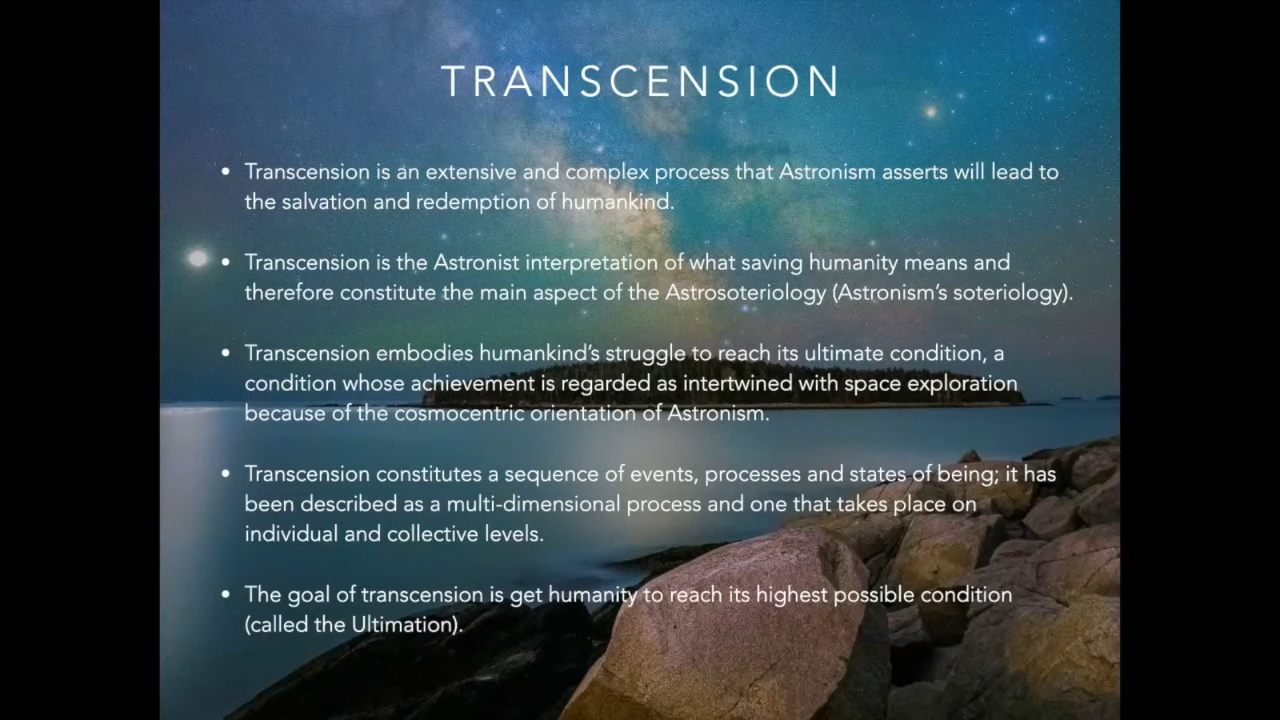 TRANSCENSION
• Transcension is an extensive and complex process that Astronism asserts will lead to
the salvation and redemption of humankind.
• Transcension is the Astronist interpretation of what saving humanity means and
therefore constitute the main aspect of the Astrosoteriology (Astronism's soteriology).
• Transcension embodies humankind's struggle to reach its ultimate condition, a
condition whose achievement is regarded as intertwined with space exploration
because of the cosmocentric orientation of Astronism.
• Transcension constitutes a sequence of events, processes and states of being; it has
been described as a multi-dimensional process and one that takes place on
individual and collective levels.
• The goal of transcension is get humanity to reach its highest possible condition
(called the Ultimation).